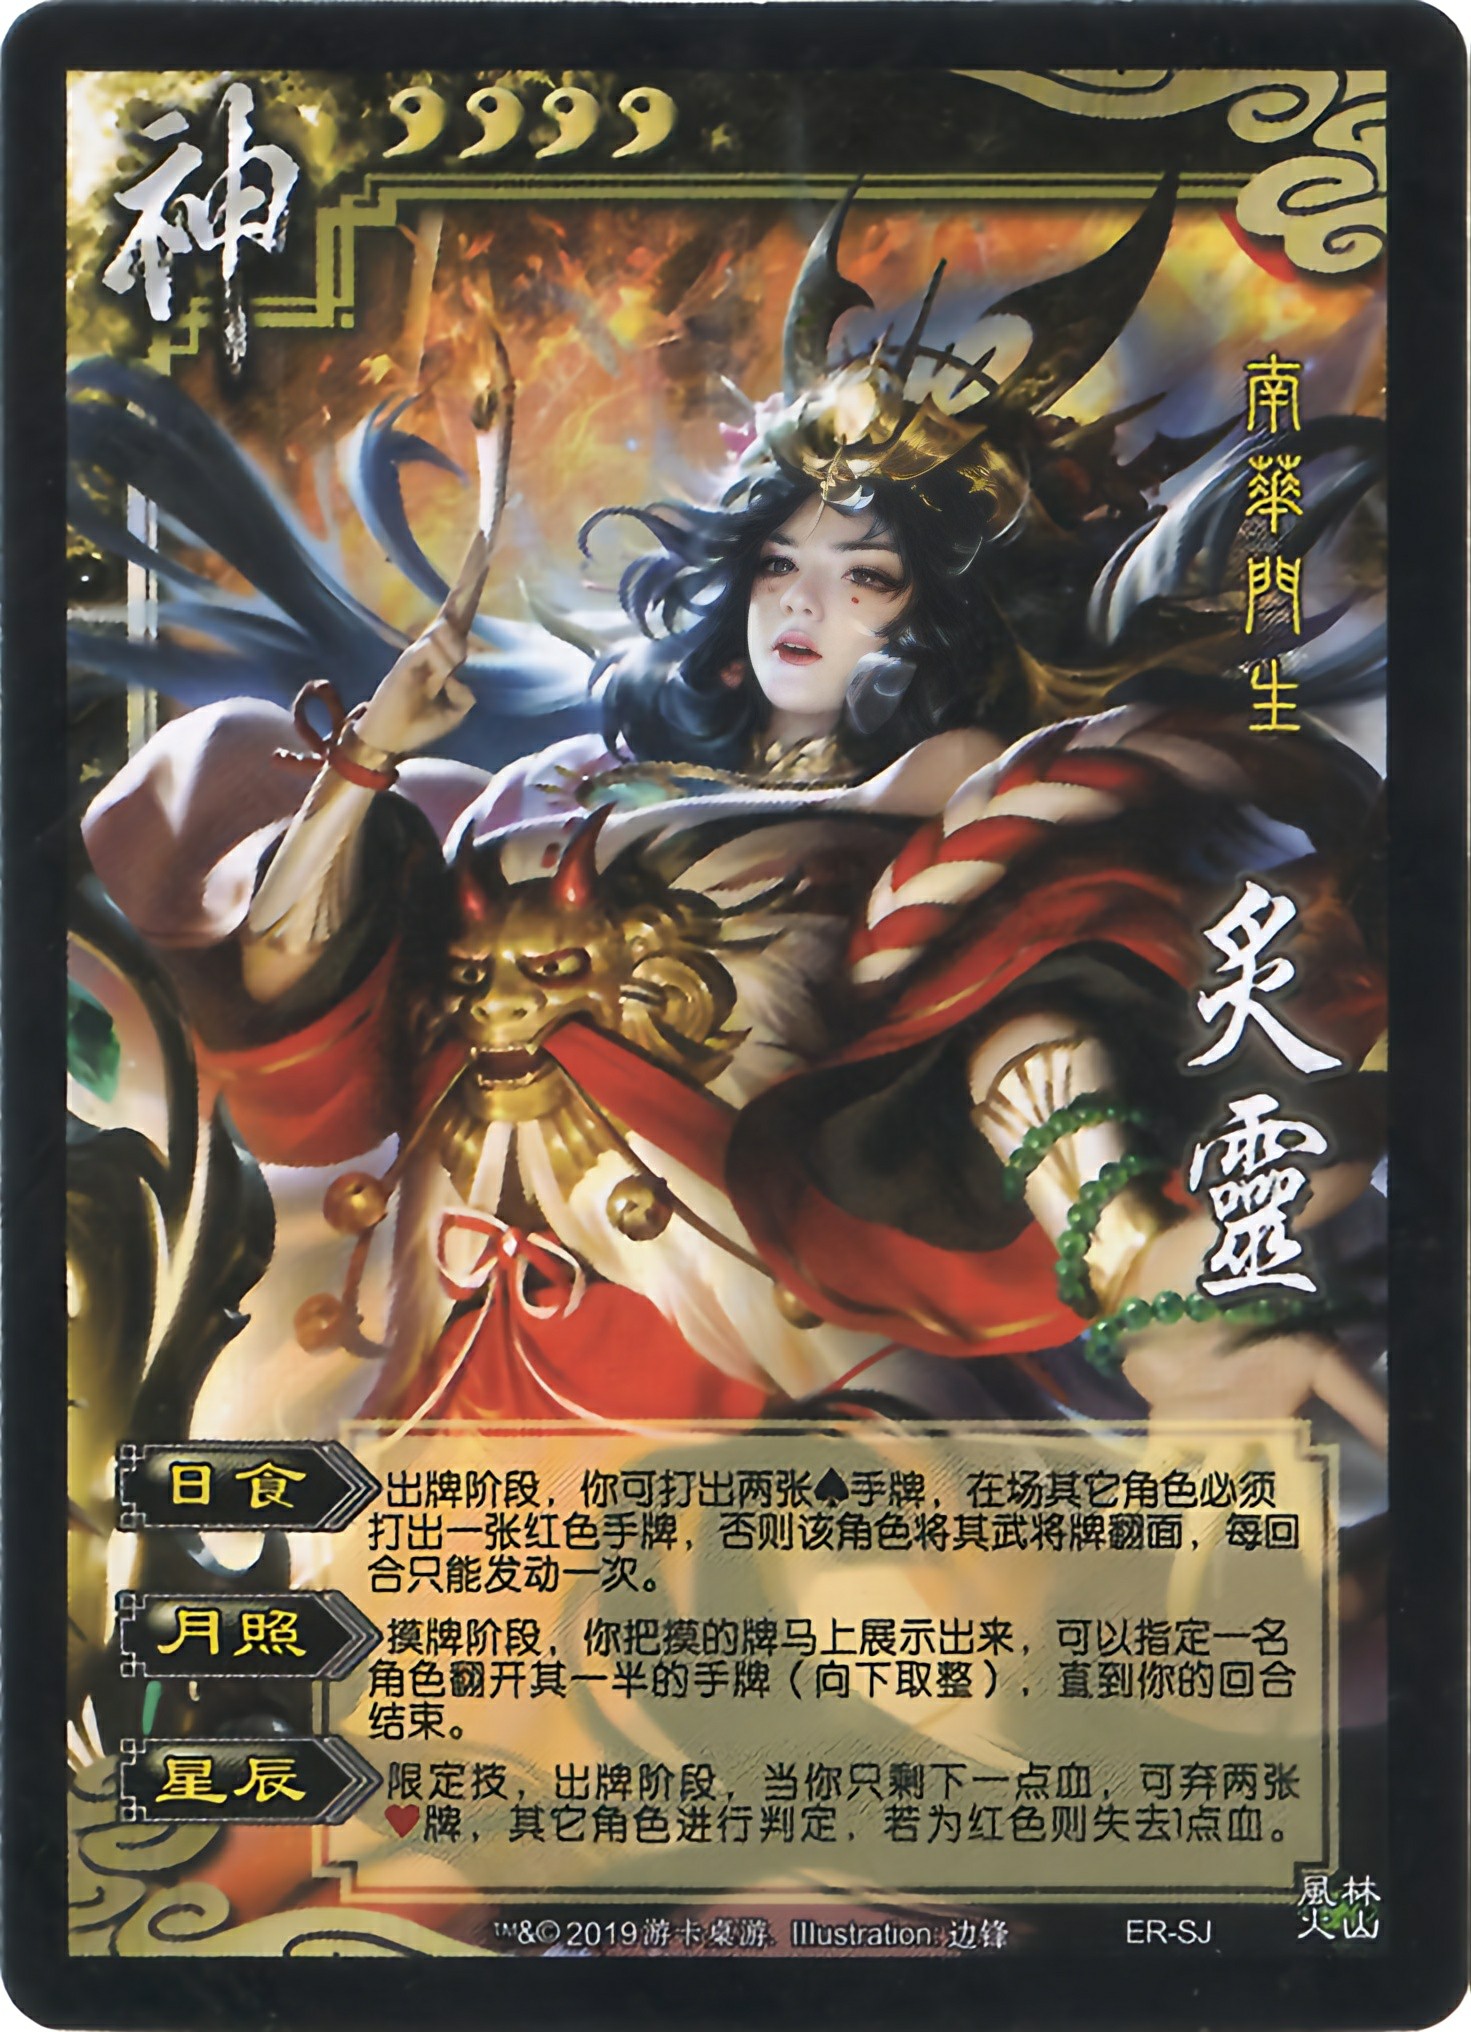 神
南華門生
炙靈
日食
出牌阶段，你可打出两张♠手牌，在场其它角色必须
打出一张红色手牌，否则该角色将其武将牌翻面，每回
合只能发动一次。
月照
摸牌阶段，你把摸的牌马上展示出来，可以指定一名
角色翻开其一半的手牌（向下取整），直到你的回合
结束。
星辰
限定技，出牌阶段，当你只剩下一点血，可弃两张
♥牌，其它角色进行判定，若为红色则失去1点血。
™&© 2019游卡桌游. Illustration: 边锋
ER-SJ
風林
火山